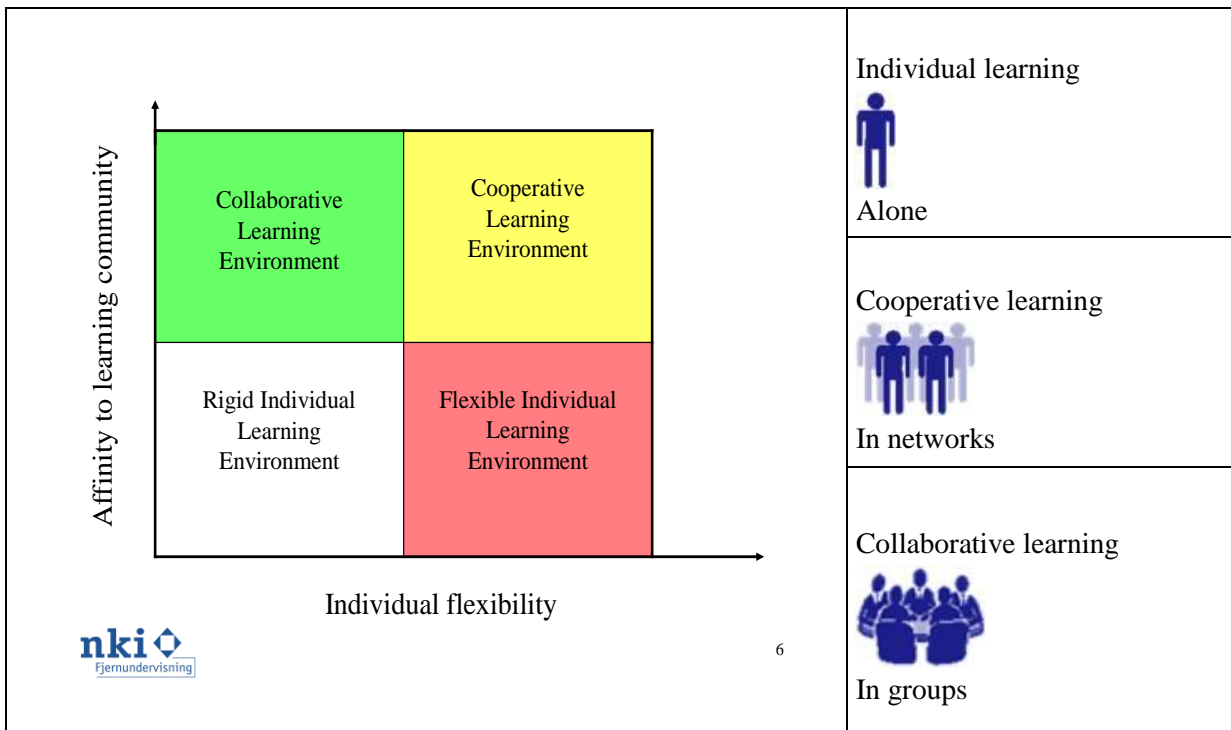 Affinity to learning community
Collaborative
Learning
Environment
Cooperative
Learning
Environment
Rigid Individual
Learning
Environment
Flexible Individual
Learning
Environment
Individual flexibility
nki
Fjernundervisning
6
Individual learning
Alone
Cooperative learning
In networks
Collaborative learning
In groups